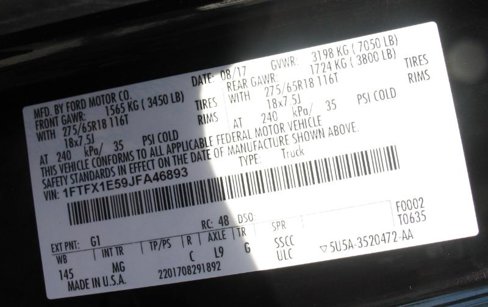 MFD. BY FORD MOTOR CO.
DATE: 08/17 GVWR: 3198 KG (7050 LB)
FRONT GAWR: 1565 KG (3450 LB) REAR GAWR: 1724 KG (3800 LB)
WITH 275/65R18 116T TIRES WITH 275/65R18 116T TIRES
18x7.5J RIMS 18x7.5J RIMS
AT 240 kPa/ 35 PSI COLD AT 240 kPa/ 35 PSI COLD
THIS VEHICLE CONFORMS TO ALL APPLICABLE FEDERAL MOTOR VEHICLE
SAFETY STANDARDS IN EFFECT ON THE DATE OF MANUFACTURE SHOWN ABOVE.
VIN: 1FTFX1E59JFA46893 TYPE: Truck
F0002
EXT PNT: G1 RC: 48 DSO: T0635
WB INT TR TP/PS R AXLE TR SPR
145 MG C L9 G SSCC 5U5A-3520472-AA
MADE IN U.S.A. 2201708291892 ULC